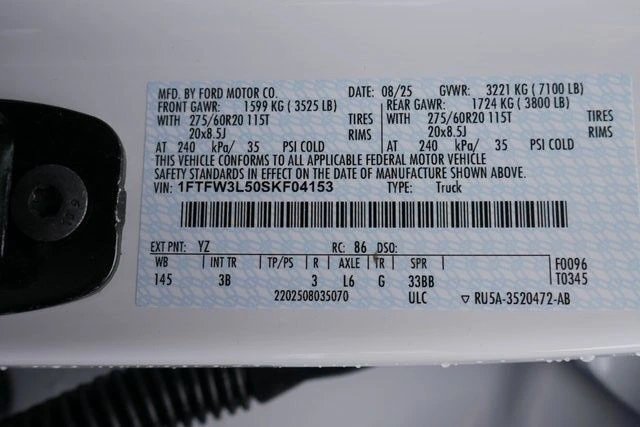 MFD. BY FORD MOTOR CO. 08/25 GVWR: 3221 KG ( 7100 LB)
FRONT GAWR: 1599 KG ( 3525 LB) REAR GAWR: 1724 KG ( 3800 LB)
WITH 275/60R20 115T TIRES WITH 275/60R20 115T TIRES
20x8.5J RIMS 20x8.5J RIMS
AT 240 kPa/ 35 PSI COLD AT 240 kPa/ 35 PSI COLD
THIS VEHICLE CONFORMS TO ALL APPLICABLE FEDERAL MOTOR VEHICLE
SAFETY STANDARDS IN EFFECT ON THE DATE OF MANUFACTURE SHOWN ABOVE.
VIN: 1FTFW3L50SKF04153 TYPE: Truck
EXT PNT: YZ RC: 86 DSO:
WB INT TR TP/PS R AXLE TR SPR F0096
145 3B 3 L6 G 33BB T0345
2202508035070 ULC ▽ RU5A-3520472-AB